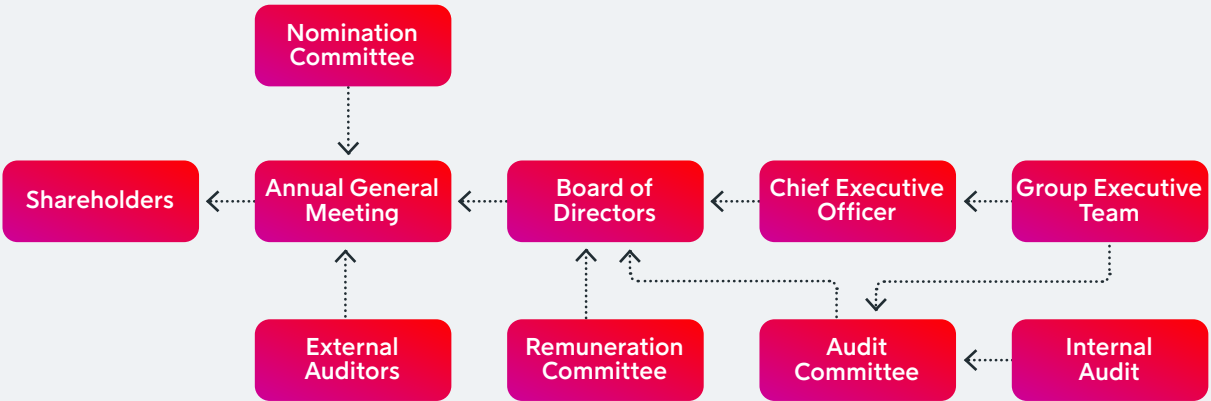 Nomination
Committee
Shareholders
Annual General
Meeting
Board of
Directors
Chief Executive
Officer
Group Executive
Team
External
Auditors
Remuneration
Committee
Audit
Committee
Internal
Audit